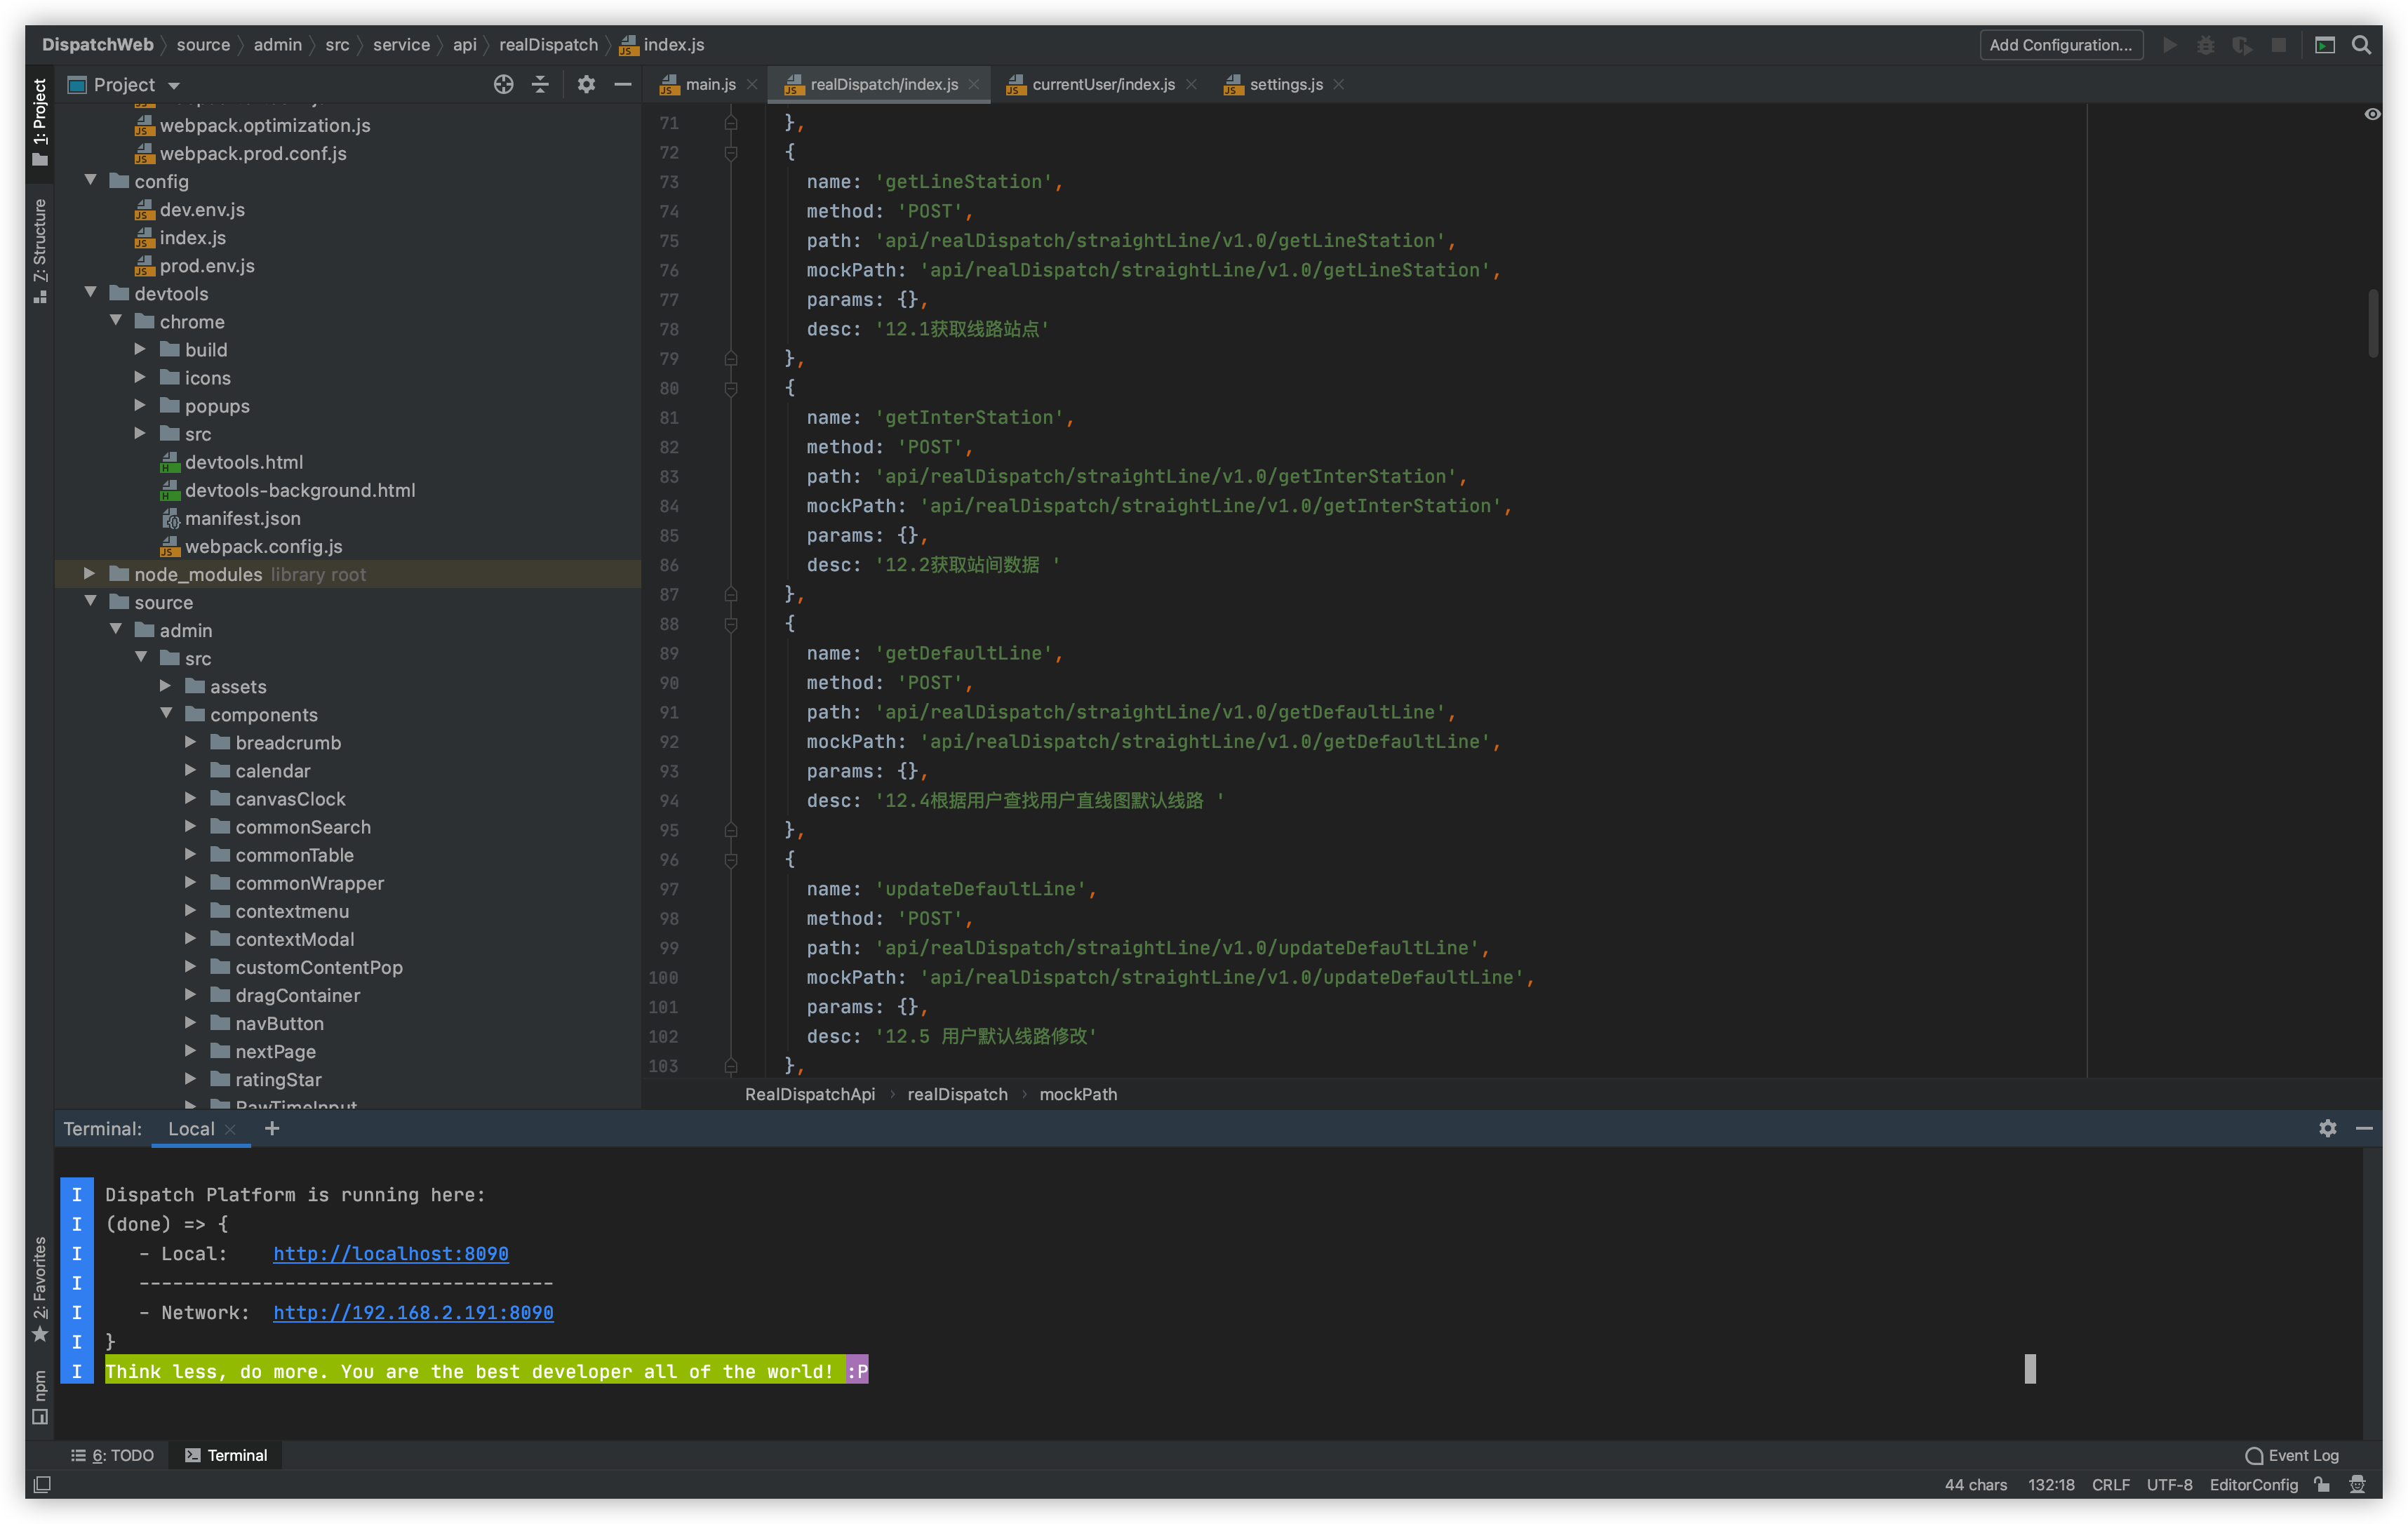 DispatchWeb source admin src service api realDispatch index.js
Add Configuration...
1: Project
Z: Structure
2: Favorites
npm
Project
webpack.optimization.js
webpack.prod.conf.js
config
dev.env.js
index.js
prod.env.js
devtools
chrome
build
icons
popups
src
devtools.html
devtools-background.html
manifest.json
webpack.config.js
node_modules library root
source
admin
src
assets
components
breadcrumb
calendar
canvasClock
commonSearch
commonTable
commonWrapper
contextmenu
contextModal
customContentPop
dragContainer
navButton
nextPage
ratingStar
RawTimeInput
main.js realDispatch/index.js currentUser/index.js settings.js
71 },
72 {
73 name: 'getLineStation',
74 method: 'POST',
75 path: 'api/realDispatch/straightLine/v1.0/getLineStation',
76 mockPath: 'api/realDispatch/straightLine/v1.0/getLineStation',
77 params: {},
78 desc: '12.1获取线路站点'
79 },
80 {
81 name: 'getInterStation',
82 method: 'POST',
83 path: 'api/realDispatch/straightLine/v1.0/getInterStation',
84 mockPath: 'api/realDispatch/straightLine/v1.0/getInterStation',
85 params: {},
86 desc: '12.2获取站间数据 '
87 },
88 {
89 name: 'getDefaultLine',
90 method: 'POST',
91 path: 'api/realDispatch/straightLine/v1.0/getDefaultLine',
92 mockPath: 'api/realDispatch/straightLine/v1.0/getDefaultLine',
93 params: {},
94 desc: '12.4根据用户查找用户直线图默认线路 '
95 },
96 {
97 name: 'updateDefaultLine',
98 method: 'POST',
99 path: 'api/realDispatch/straightLine/v1.0/updateDefaultLine',
100 mockPath: 'api/realDispatch/straightLine/v1.0/updateDefaultLine',
101 params: {},
102 desc: '12.5 用户默认线路修改'
103 },
RealDispatchApi › realDispatch › mockPath
Terminal: Local +
I Dispatch Platform is running here:
I (done) => {
I - Local: http://localhost:8090
I -------------------------------------
I - Network: http://192.168.2.191:8090
I }
I Think less, do more. You are the best developer all of the world! :P
6: TODO Terminal Event Log
44 chars 132:18 CRLF UTF-8 EditorConfig